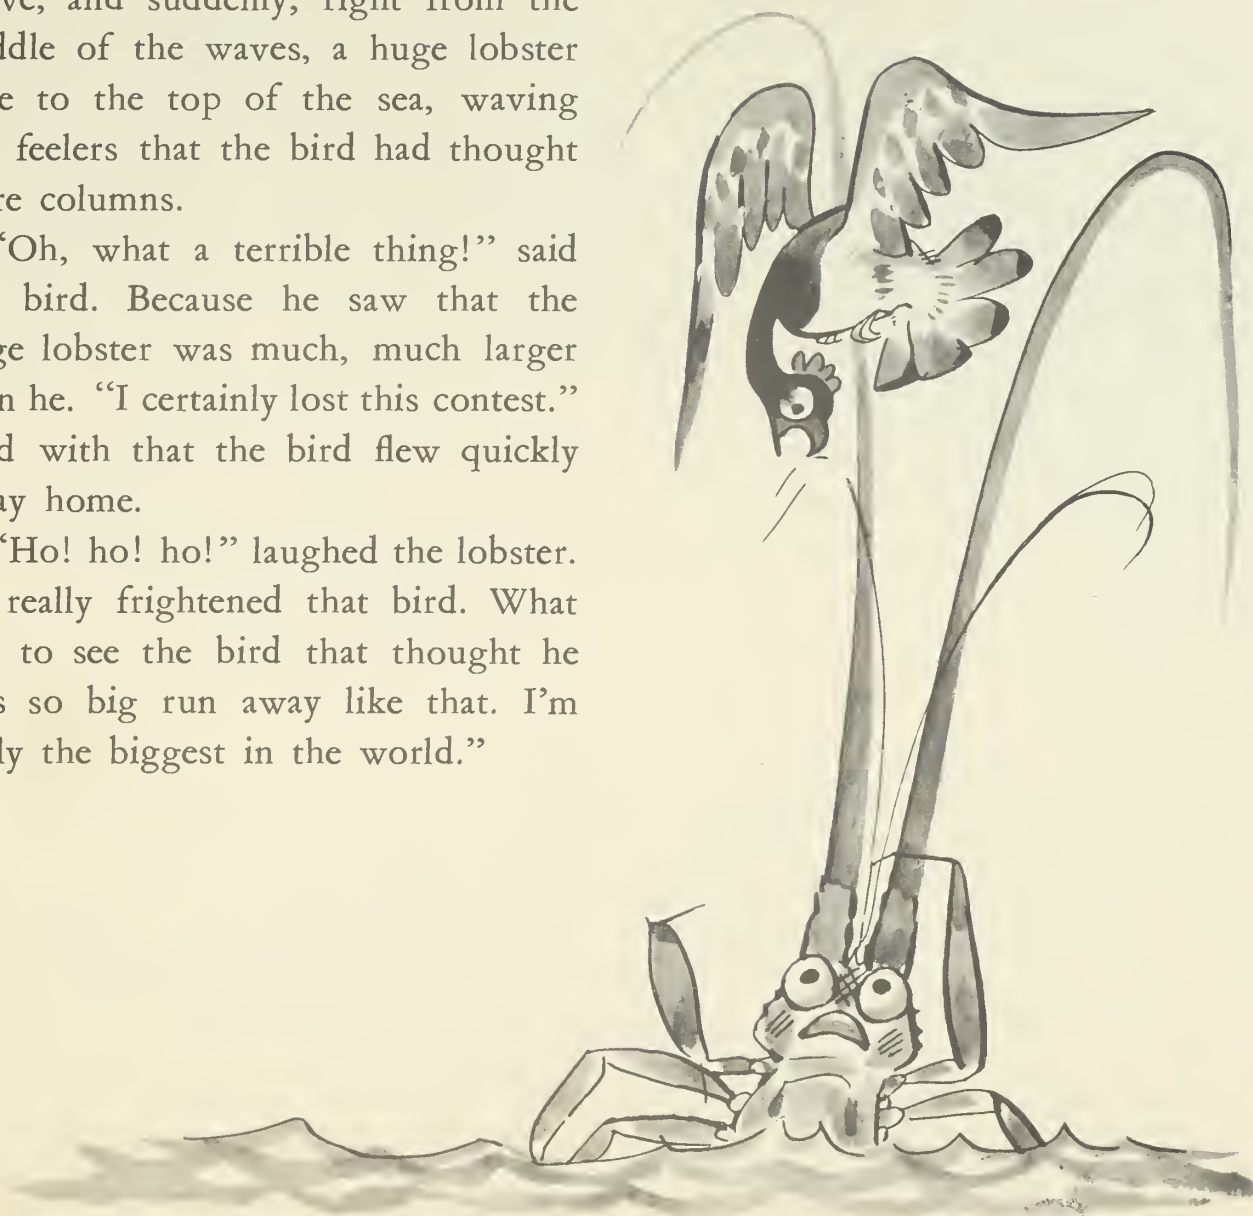 ve, and suddenly, right from the
ddle of the waves, a huge lobster
e to the top of the sea, waving
feelers that the bird had thought
re columns.
“Oh, what a terrible thing!” said
bird. Because he saw that the
ge lobster was much, much larger
n he. “I certainly lost this contest.”
d with that the bird flew quickly
ay home.
“Ho! ho! ho!” laughed the lobster.
really frightened that bird. What
to see the bird that thought he
s so big run away like that. I’m
ly the biggest in the world.”